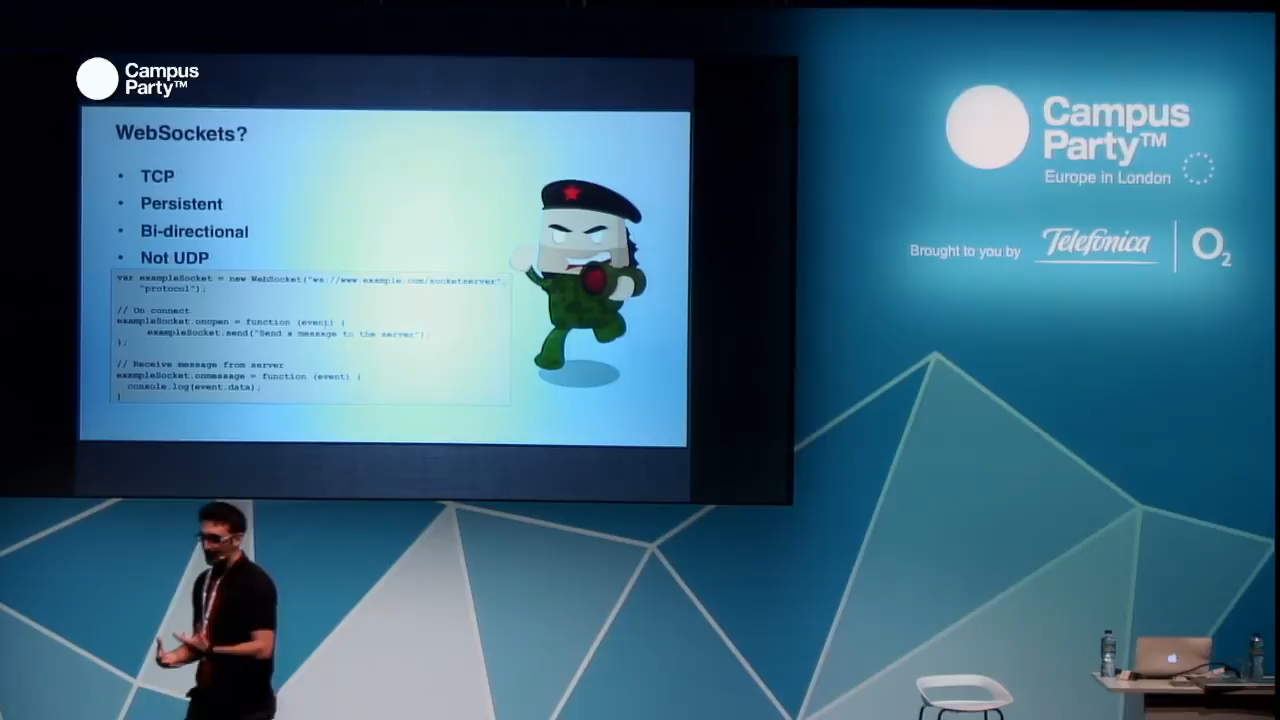 Campus
Party™
WebSockets?
• TCP
• Persistent
• Bi-directional
• Not UDP
var exampleSocket = new WebSocket("ws://www.example.com/socketserver",
"protocol");
// On connect
exampleSocket.onopen = function (event) {
exampleSocket.send("Send a message to the server");
};
// Receive message from server
exampleSocket.onmessage = function (event) {
console.log(event.data);
}
Campus
Party™
Europe in London
Brought to you by
Telefónica
O2